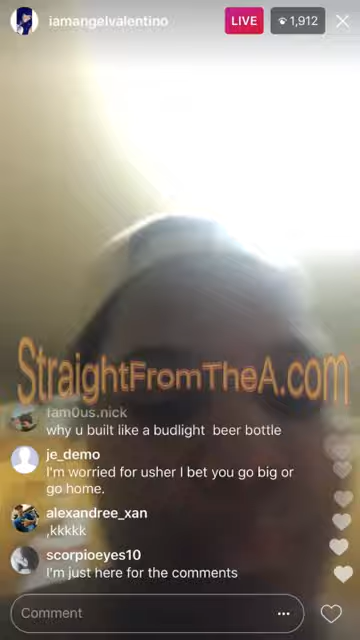 iamangelvalentino
LIVE
1,912
StraightFromTheA.com
fam0us.nick
why u built like a budlight beer bottle
je_demo
I'm worried for usher I bet you go big or
go home.
alexandree_xan
,kkkkk
scorpioeyes10
I'm just here for the comments
Comment